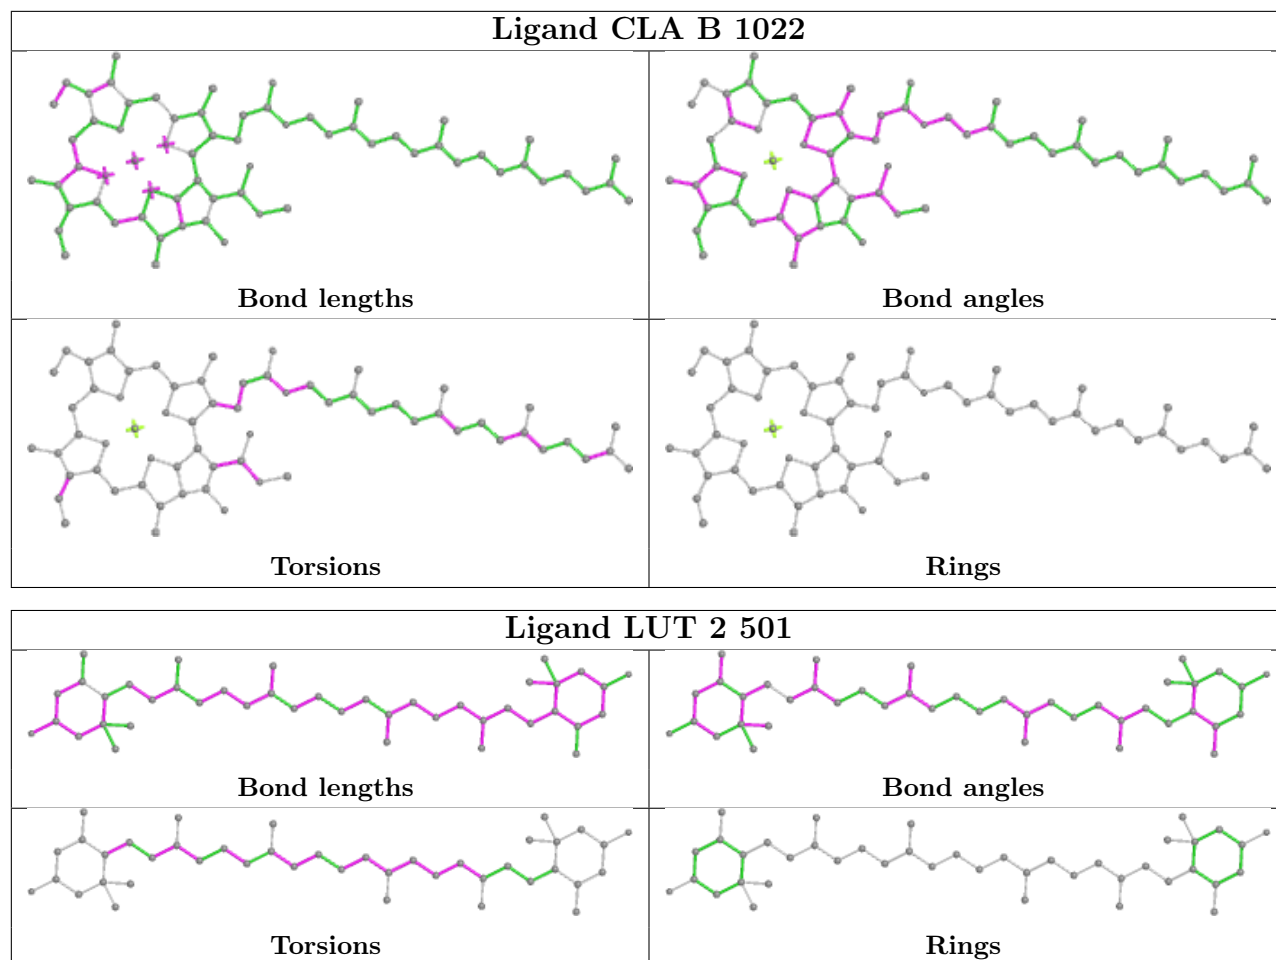 Ligand CLA B 1022
Bond lengths
Bond angles
Torsions
Rings
Ligand LUT 2 501
Bond lengths
Bond angles
Torsions
Rings